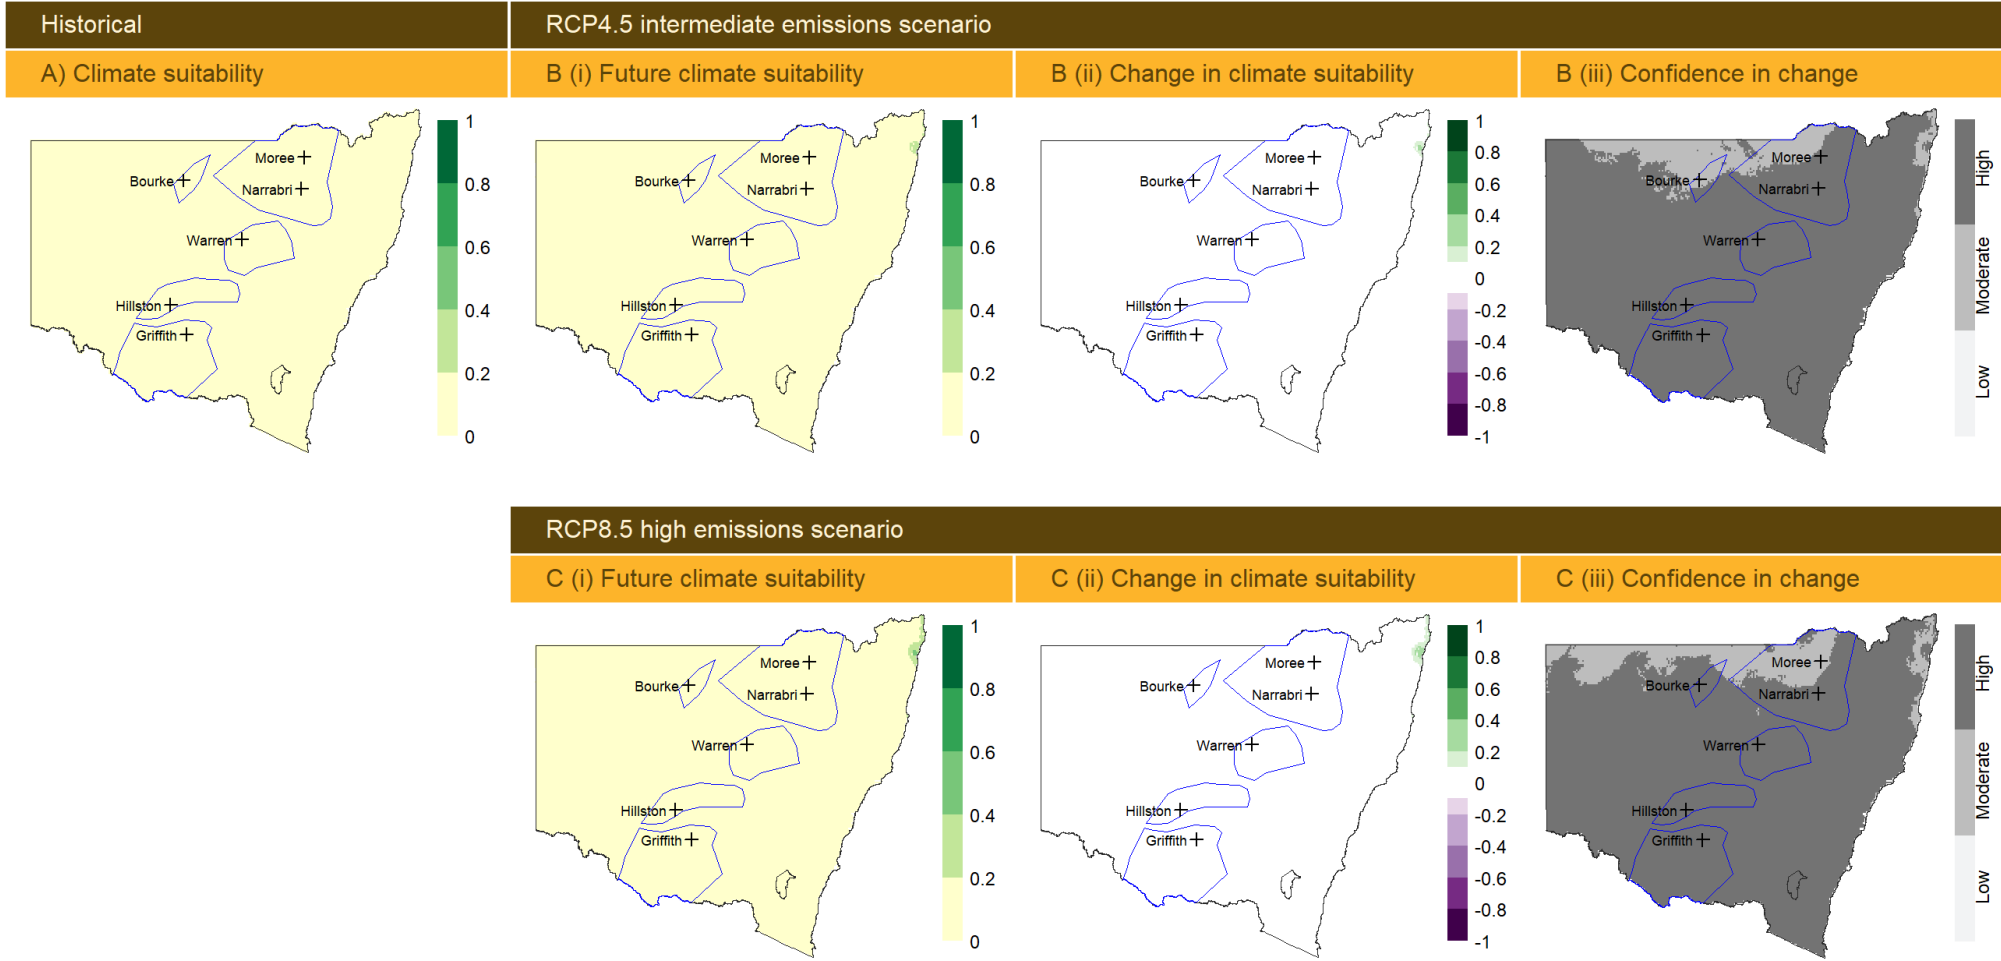 Historical
RCP4.5 intermediate emissions scenario
A) Climate suitability
B (i) Future climate suitability
B (ii) Change in climate suitability
B (iii) Confidence in change
Moree
Bourke
Narrabri
Warren
Hillston
Griffith
1
0.8
0.6
0.4
0.2
0
Moree
Bourke
Narrabri
Warren
Hillston
Griffith
1
0.8
0.6
0.4
0.2
0
Moree
Bourke
Narrabri
Warren
Hillston
Griffith
1
0.8
0.6
0.4
0.2
0
-0.2
-0.4
-0.6
-0.8
-1
Moree
Bourke
Narrabri
Warren
Hillston
Griffith
High
Moderate
Low
RCP8.5 high emissions scenario
C (i) Future climate suitability
C (ii) Change in climate suitability
C (iii) Confidence in change
Moree
Bourke
Narrabri
Warren
Hillston
Griffith
1
0.8
0.6
0.4
0.2
0
Moree
Bourke
Narrabri
Warren
Hillston
Griffith
1
0.8
0.6
0.4
0.2
0
-0.2
-0.4
-0.6
-0.8
-1
Moree
Bourke
Narrabri
Warren
Hillston
Griffith
High
Moderate
Low